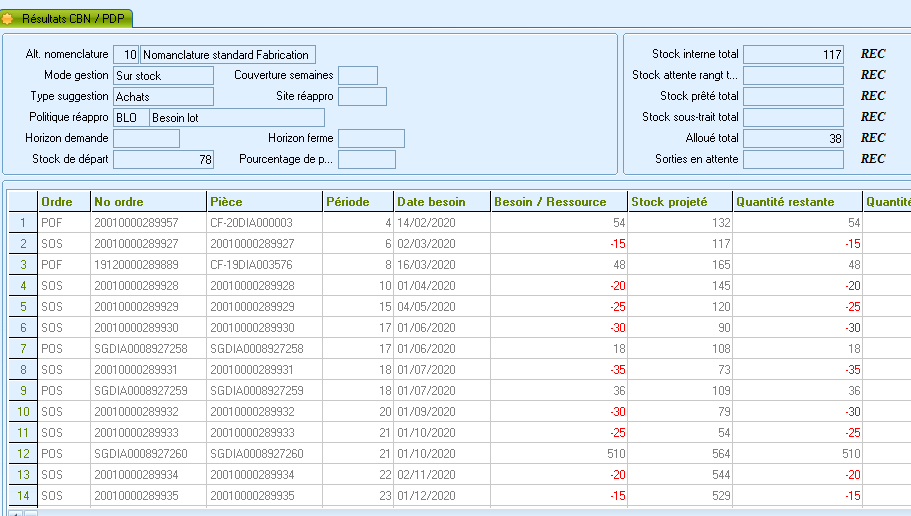 Résultats CBN / PDP
Alt. nomenclature 10 Nomanclature standard Fabrication
Mode gestion Sur stock Couverture semaines
Type suggestion Achats Site réappro
Politique réappro BLO Besoin lot
Horizon demande Horizon ferme
Stock de départ 78 Pourcentage de p...
Stock interne total 117 REC
Stock attente rangt t... REC
Stock prêté total REC
Stock sous-trait total REC
Alloué total 38 REC
Sorties en attente REC
Ordre No ordre Pièce Période Date besoin Besoin / Ressource Stock projeté Quantité restante Quantité
1 POF 20010000289957 CF-20DIA000003 4 14/02/2020 54 132 54
2 SOS 20010000289927 20010000289927 6 02/03/2020 -15 117 -15
3 POF 19120000289889 CF-19DIA003576 8 16/03/2020 48 165 48
4 SOS 20010000289928 20010000289928 10 01/04/2020 -20 145 -20
5 SOS 20010000289929 20010000289929 15 04/05/2020 -25 120 -25
6 SOS 20010000289930 20010000289930 17 01/06/2020 -30 90 -30
7 POS SGDIA0008927258 SGDIA0008927258 17 01/06/2020 18 108 18
8 SOS 20010000289931 20010000289931 18 01/07/2020 -35 73 -35
9 POS SGDIA0008927259 SGDIA0008927259 18 01/07/2020 36 109 36
10 SOS 20010000289932 20010000289932 20 01/09/2020 -30 79 -30
11 SOS 20010000289933 20010000289933 21 01/10/2020 -25 54 -25
12 POS SGDIA0008927260 SGDIA0008927260 21 01/10/2020 510 564 510
13 SOS 20010000289934 20010000289934 22 02/11/2020 -20 544 -20
14 SOS 20010000289935 20010000289935 23 01/12/2020 -15 529 -15